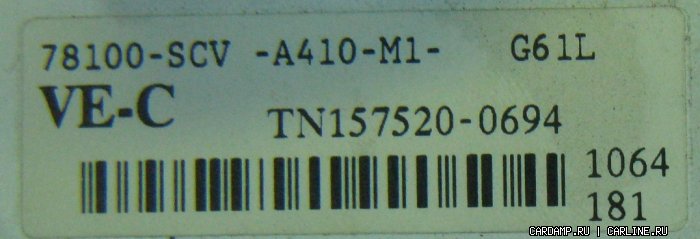 78100-SCV -A410-M1- G61L
VE-C TN157520-0694
1064
181
CARDAMP.RU | CARLINE.RU